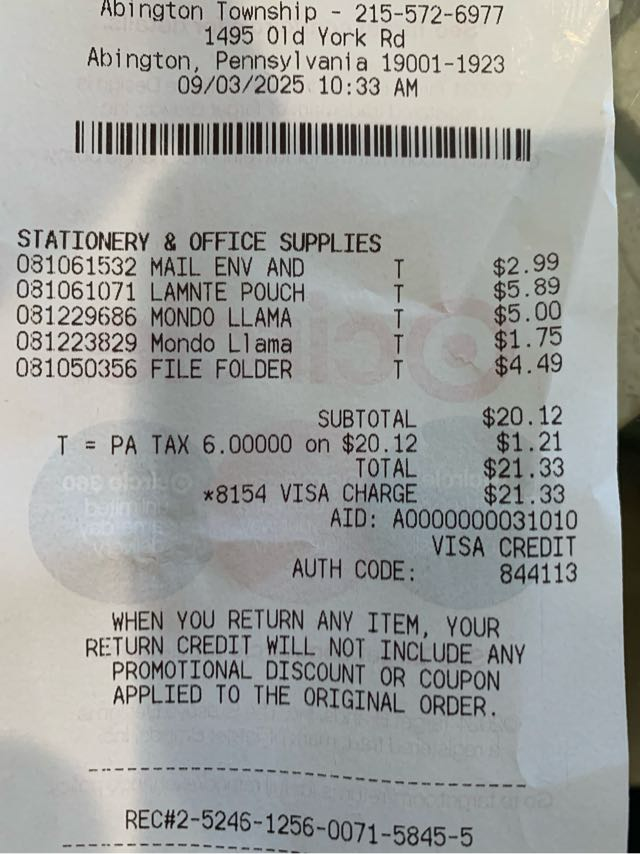 Abington Township - 215-572-6977
1495 Old York Rd
Abington, Pennsylvania 19001-1923
09/03/2025 10:33 AM
STATIONERY & OFFICE SUPPLIES
081061532 MAIL ENV AND T $2.99
081061071 LAMNTE POUCH T $5.89
081229686 MONDO LLAMA T $5.00
081223829 Mondo Llama T $1.75
081050356 FILE FOLDER T $4.49
SUBTOTAL $20.12
T = PA TAX 6.00000 on $20.12 $1.21
TOTAL $21.33
*8154 VISA CHARGE $21.33
AID: A0000000031010
VISA CREDIT
AUTH CODE: 844113
WHEN YOU RETURN ANY ITEM, YOUR
RETURN CREDIT WILL NOT INCLUDE ANY
PROMOTIONAL DISCOUNT OR COUPON
APPLIED TO THE ORIGINAL ORDER.
REC#2-5246-1256-0071-5845-5